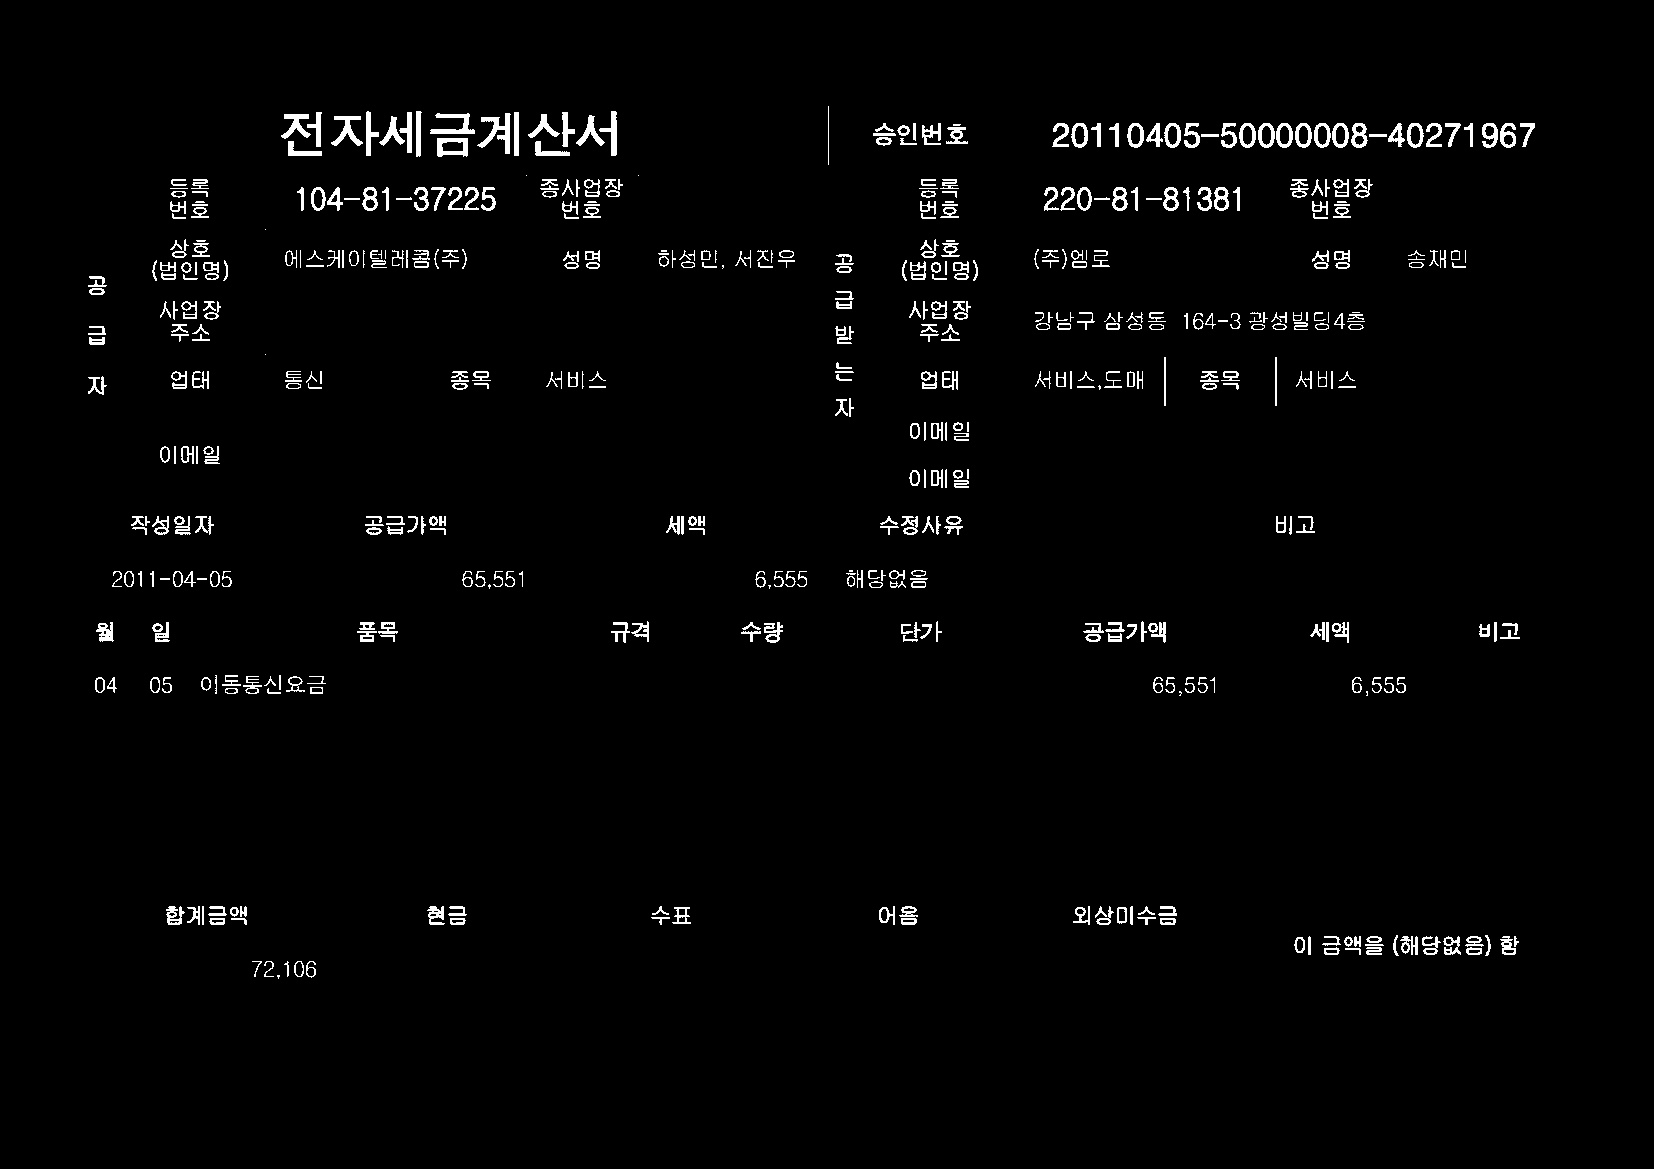 전자세금계산서 승인번호 20110405-50000008-40271967
등록번호 104-81-37225 종사업장번호 등록번호 220-81-81381 종사업장번호
공급자 상호(법인명) 에스케이텔레콤(주) 성명 하성민, 서진우 공급받는자 상호(법인명) (주)엠로 성명 송재민
사업장주소 사업장주소 강남구 삼성동 164-3 광성빌딩4층
업태 통신 종목 서비스 업태 서비스,도매 종목 서비스
이메일 이메일
이메일
작성일자 공급가액 세액 수정사유 비고
2011-04-05 65,551 6,555 해당없음
월 일 품목 규격 수량 단가 공급가액 세액 비고
04 05 이동통신요금 65,551 6,555
합계금액 현금 수표 어음 외상미수금
이 금액을 (해당없음) 함
72,106